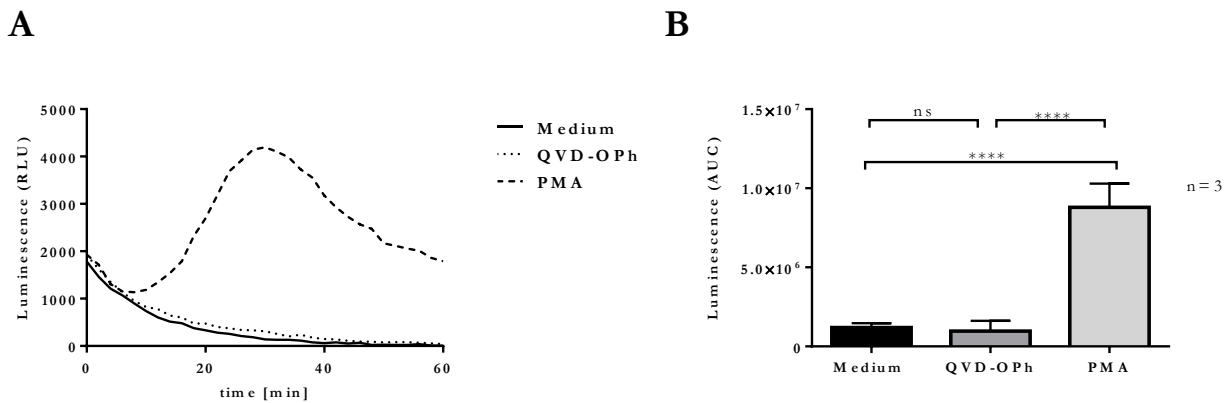 A
B
Luminescence (RLU)
5000
4000
3000
2000
1000
0
0
20
40
60
time [min]
Medium
QVD-OPh
PMA
Luminescence (AUC)
1.5×10⁷
1.0×10⁷
5.0×10⁶
0
ns
****
****
n=3
Medium
QVD-OPh
PMA